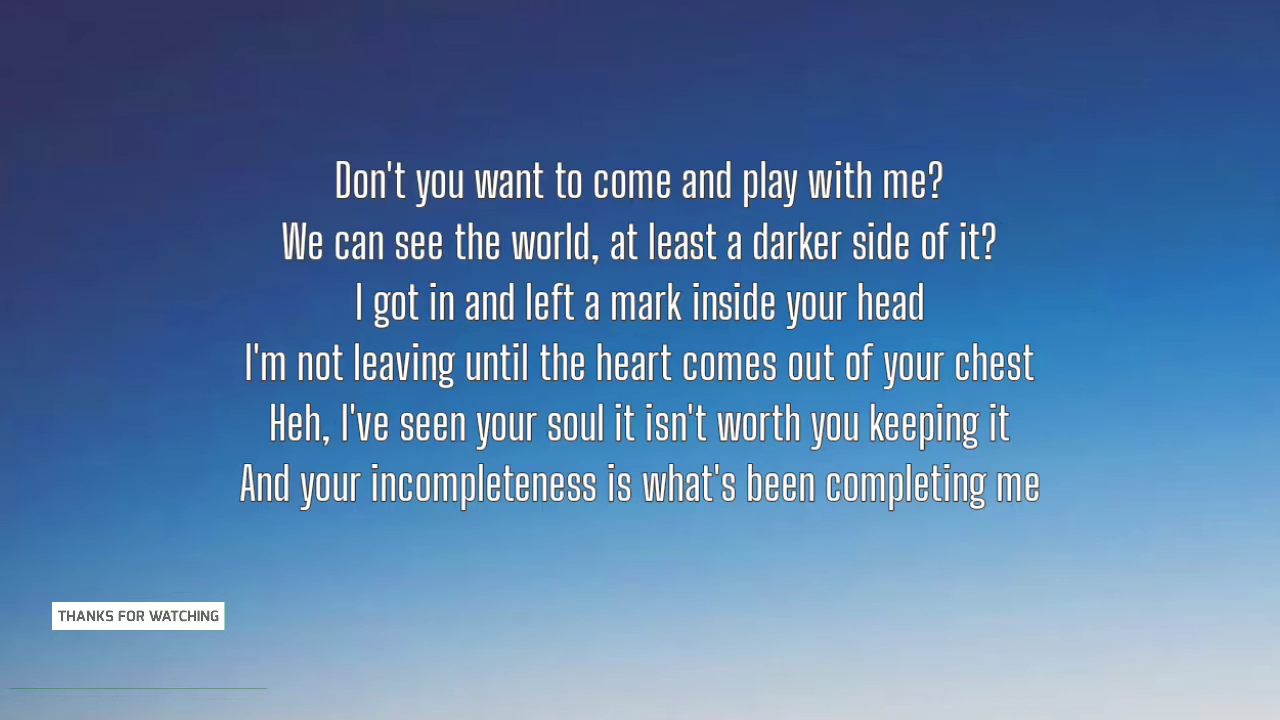 Don't you want to come and play with me?
We can see the world, at least a darker side of it?
I got in and left a mark inside your head
I'm not leaving until the heart comes out of your chest
Heh, I've seen your soul it isn't worth you keeping it
And your incompleteness is what's been completing me
THANKS FOR WATCHING